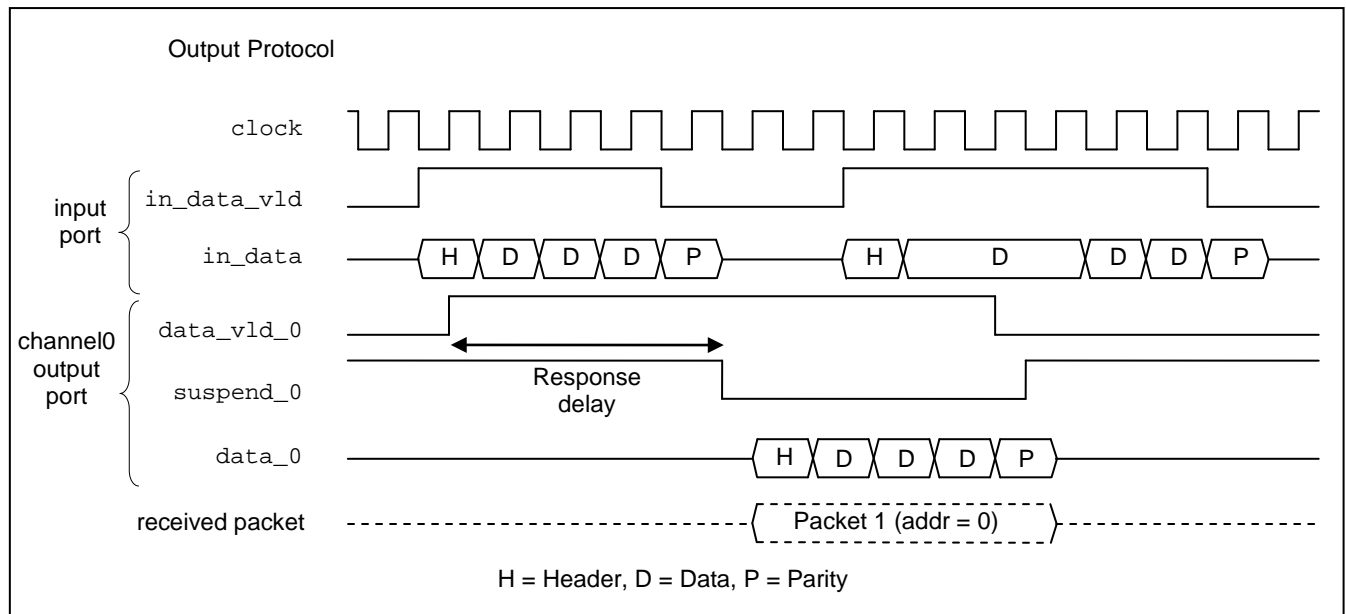 Output Protocol
clock
input
port
in_data_vld
in_data
H D D D P H D D D P
channel0
output
port
data_vld_0
Response
delay
suspend_0
data_0
H D D D P
received packet
Packet 1 (addr = 0)
H = Header, D = Data, P = Parity